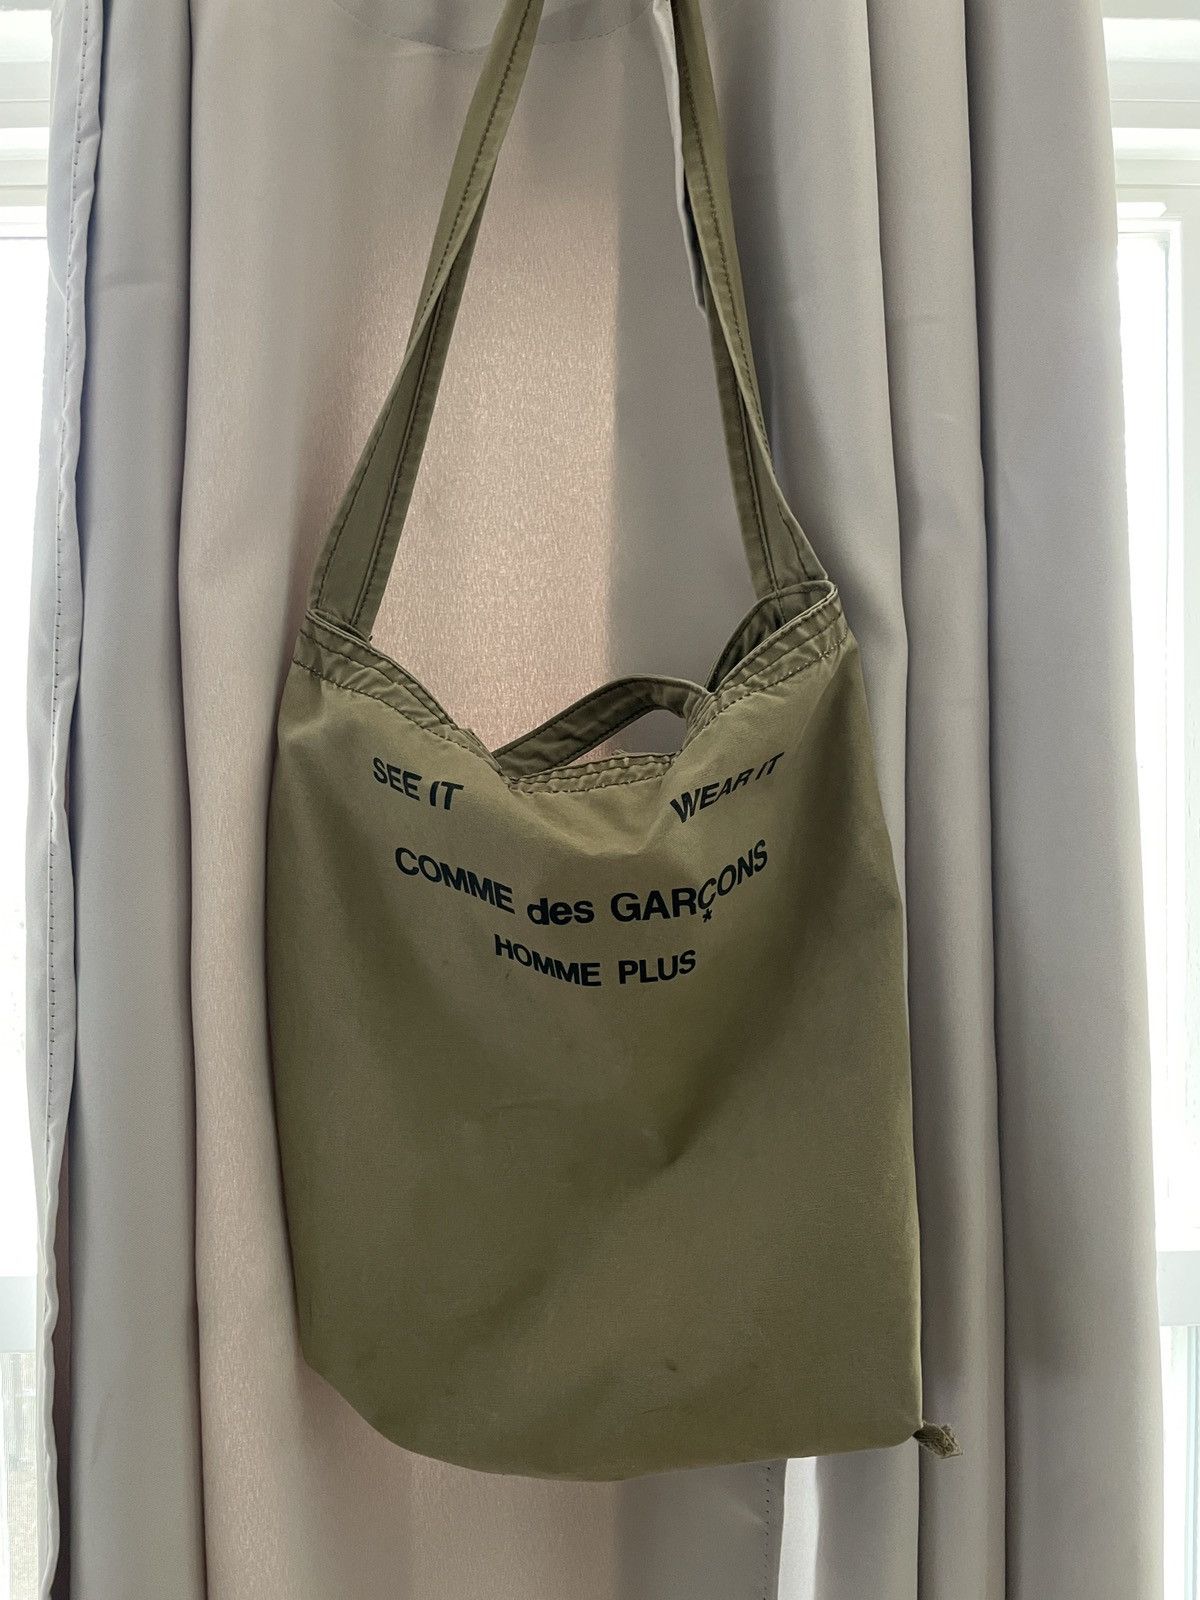 SEE IT WEAR IT
COMME des GARÇONS
HOMME PLUS